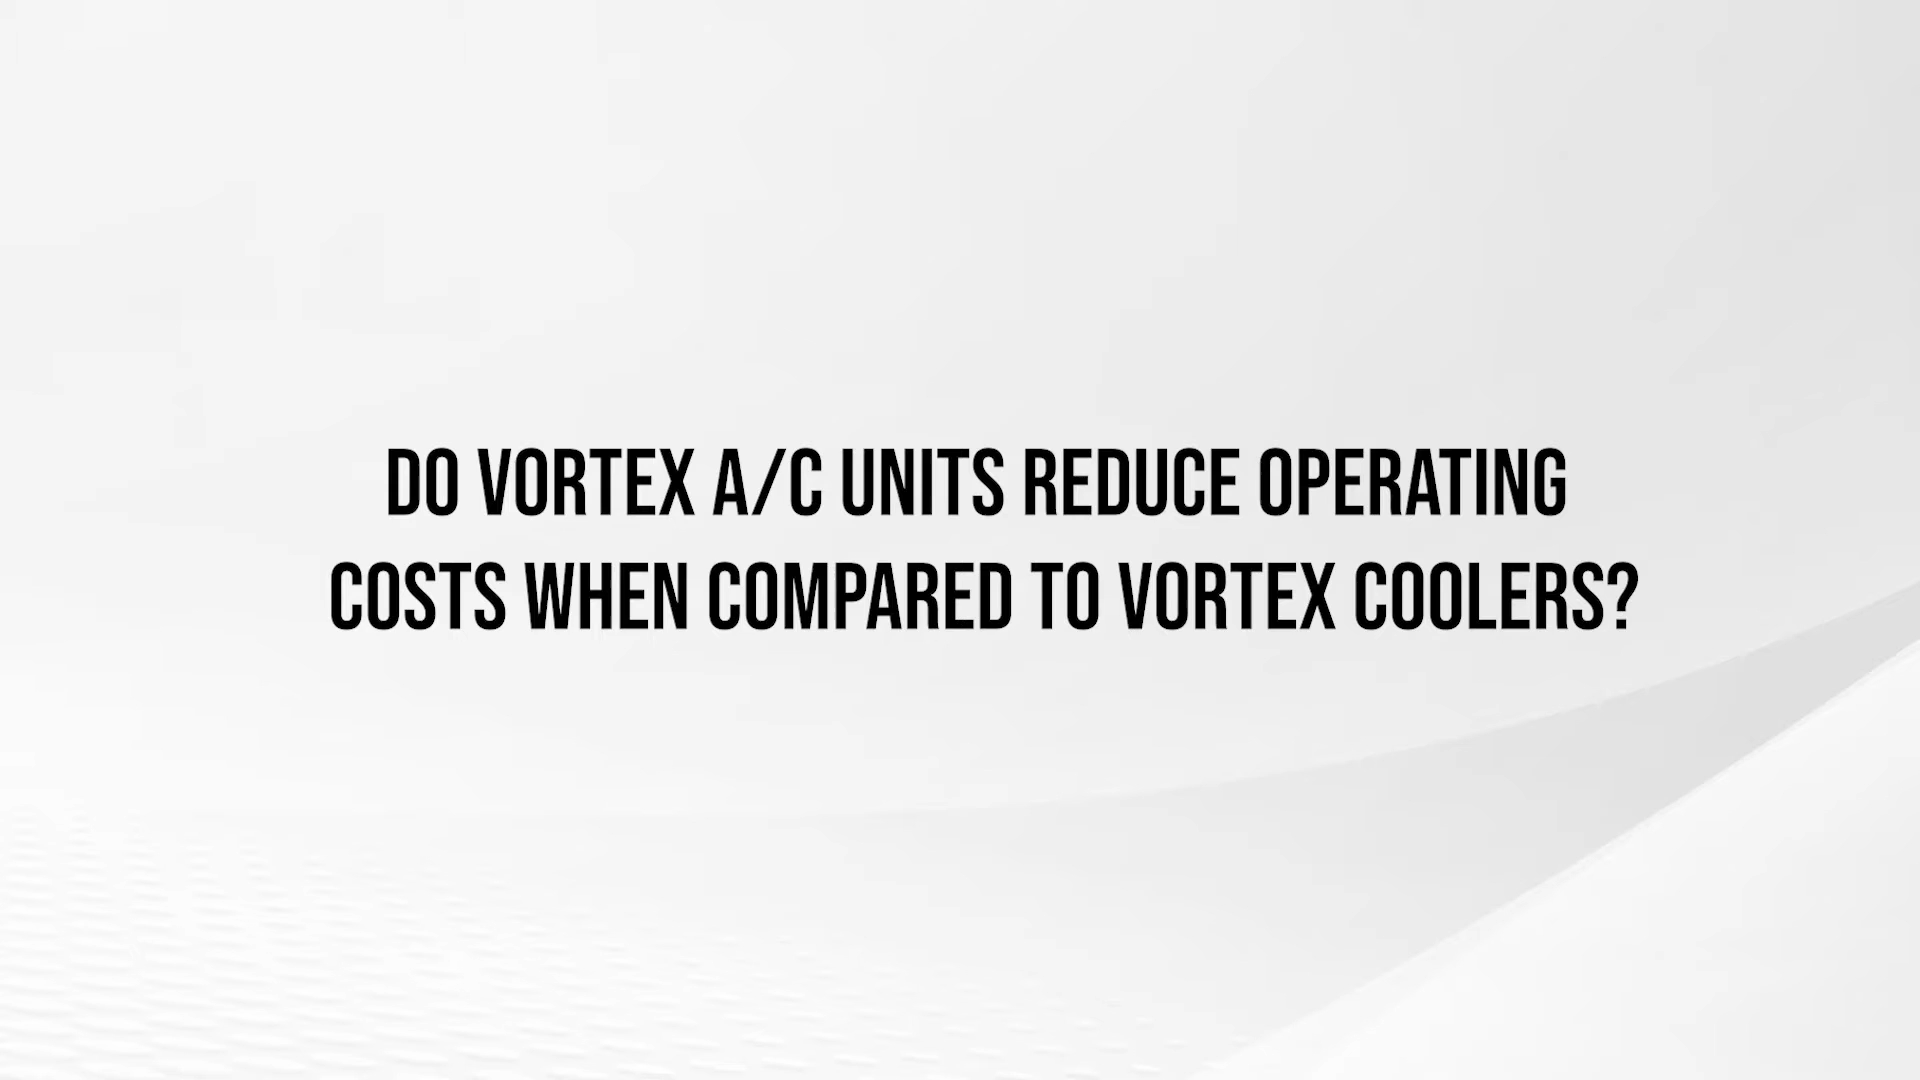 DO VORTEX A/C UNITS REDUCE OPERATING
COSTS WHEN COMPARED TO VORTEX COOLERS?